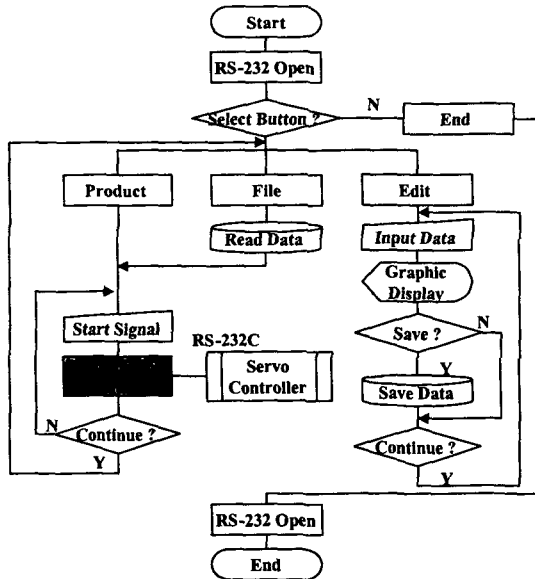 Start
RS-232 Open
Select Button ?
N
End
Product
File
Edit
Read Data
Input Data
Graphic
Display
Start Signal
Save ?
N
RS-232C
Servo
Controller
Y
Save Data
N
Continue ?
Y
Continue ?
Y
RS-232 Open
End